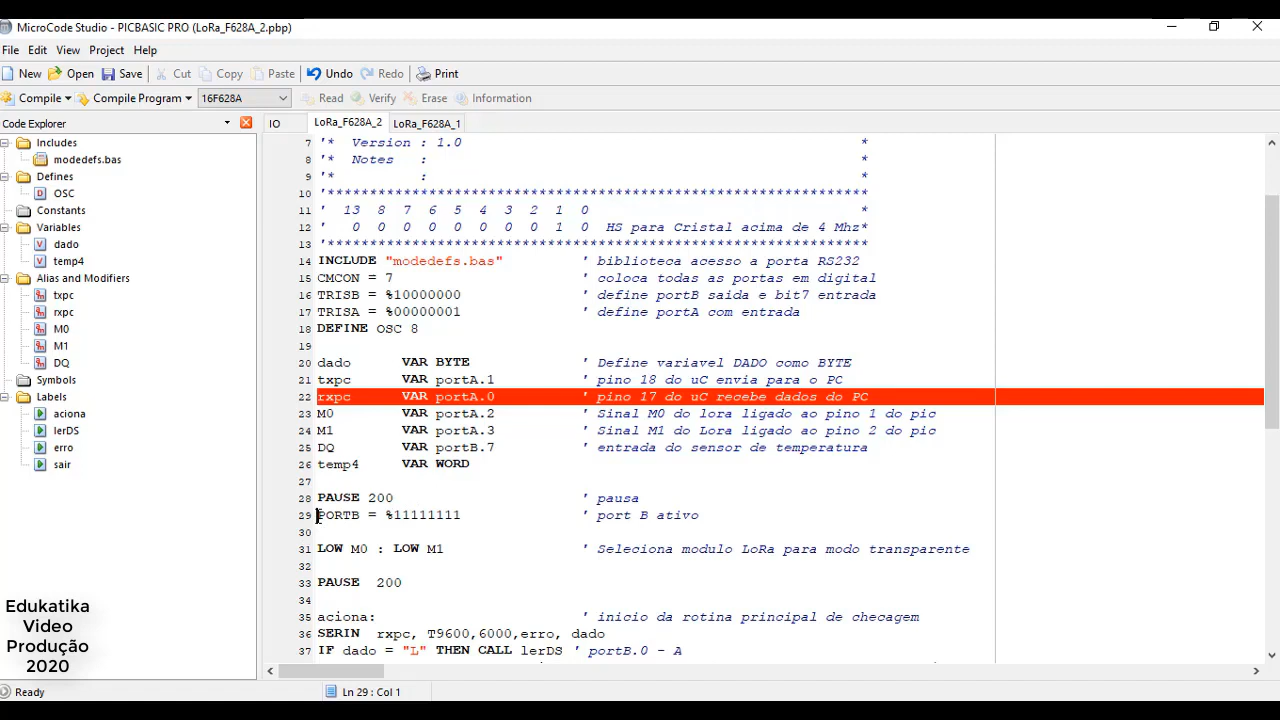 MicroCode Studio - PICBASIC PRO (LoRa_F628A_2.pbp)
File Edit View Project Help
New Open Save Cut Copy Paste Undo Redo Print
Compile Compile Program 16F628A Read Verify Erase Information
Code Explorer
IO LoRa_F628A_2 LoRa_F628A_1
Includes
modedefs.bas
Defines
OSC
Constants
Variables
dado
temp4
Alias and Modifiers
txpc
rxpc
M0
M1
DQ
Symbols
Labels
aciona
lerDS
erro
sair
7 '* Version : 1.0 *
8 '* Notes : *
9 '* : *
10 '****************************************************************
11 ' 13 8 7 6 5 4 3 2 1 0 *
12 ' 0 0 0 0 0 0 0 0 1 0 HS para Cristal acima de 4 Mhz*
13 '****************************************************************
14 INCLUDE "modedefs.bas" ' biblioteca acesso a porta RS232
15 CMCON = 7 ' coloca todas as portas em digital
16 TRISB = %10000000 ' define portB saida e bit7 entrada
17 TRISA = %00000001 ' define portA com entrada
18 DEFINE OSC 8
19
20 dado VAR BYTE ' Define variavel DADO como BYTE
21 txpc VAR portA.1 ' pino 18 do uC envia para o PC
22 rxpc VAR portA.0 ' pino 17 do uC recebe dados do PC
23 M0 VAR portA.2 ' Sinal M0 do lora ligado ao pino 1 do pic
24 M1 VAR portA.3 ' Sinal M1 do Lora ligado ao pino 2 do pic
25 DQ VAR portB.7 ' entrada do sensor de temperatura
26 temp4 VAR WORD
27
28 PAUSE 200 ' pausa
29 PORTB = %11111111 ' port B ativo
30
31 LOW M0 : LOW M1 ' Seleciona modulo LoRa para modo transparente
32
33 PAUSE 200
34
35 aciona: ' inicio da rotina principal de checagem
36 SERIN rxpc, T9600,6000,erro, dado
37 IF dado = "L" THEN CALL lerDS ' portB.0 - A
Edukatika
Video
Produção
2020
Ready Ln 29 : Col 1